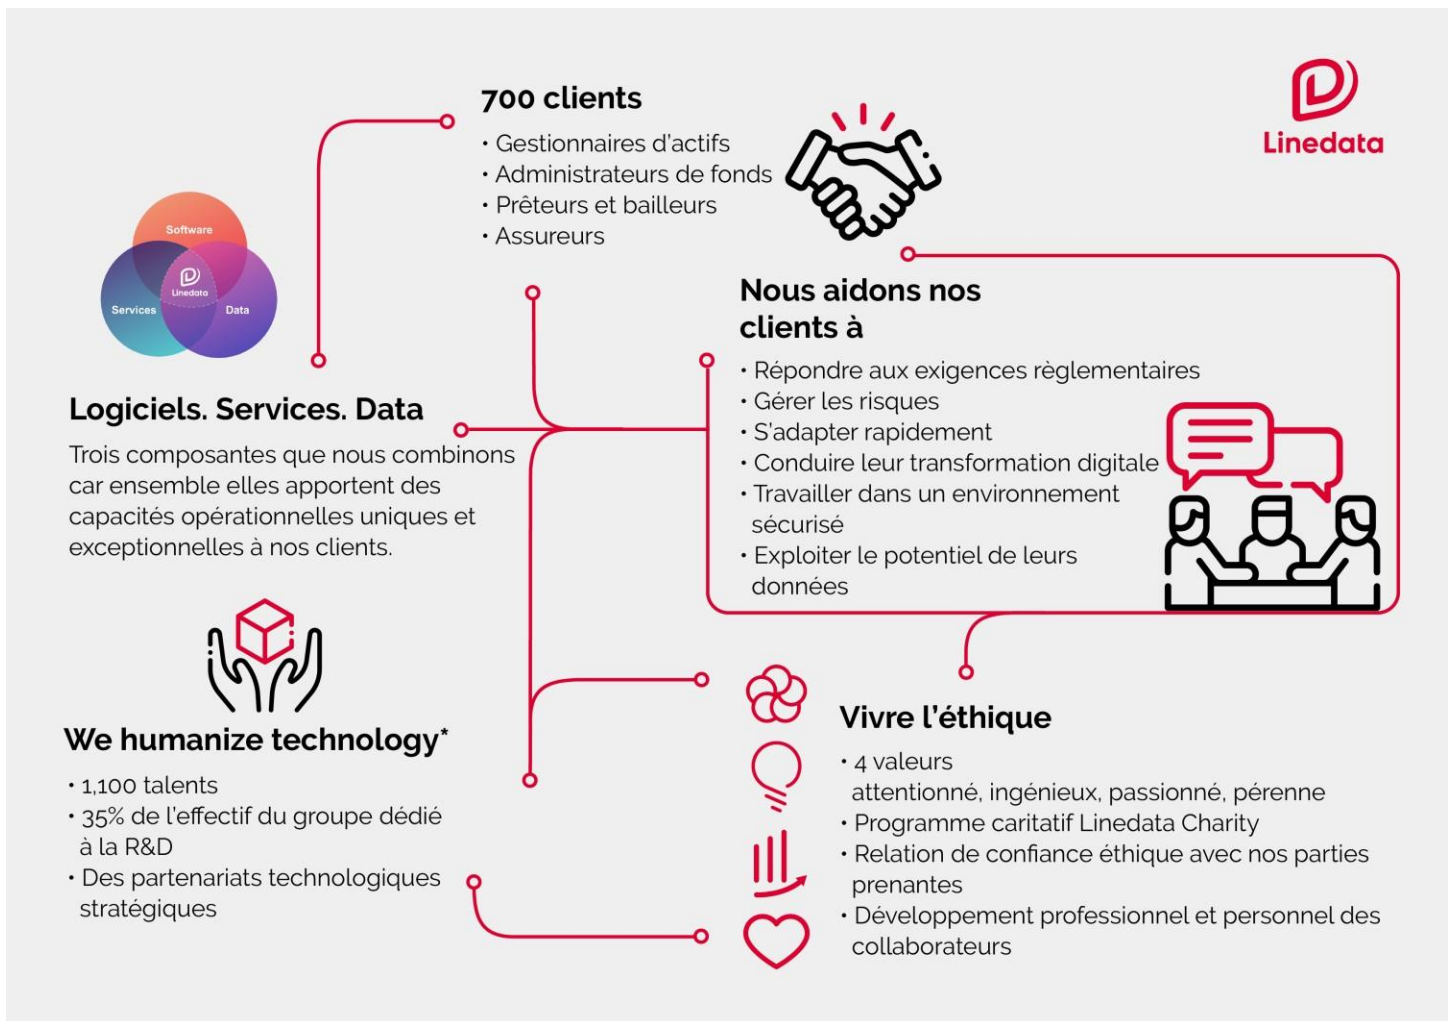 Linedata
700 clients
• Gestionnaires d'actifs
• Administrateurs de fonds
• Prêteurs et bailleurs
• Assureurs
Software
Linedata
Services
Data
Logiciels. Services. Data
Trois composantes que nous combinons
car ensemble elles apportent des
capacités opérationnelles uniques et
exceptionnelles à nos clients.
Nous aidons nos
clients à
• Répondre aux exigences règlementaires
• Gérer les risques
• S'adapter rapidement
• Conduire leur transformation digitale
• Travailler dans un environnement
sécurisé
• Exploiter le potentiel de leurs
données
We humanize technology*
• 1,100 talents
• 35% de l'effectif du groupe dédié
à la R&D
• Des partenariats technologiques
stratégiques
Vivre l'éthique
• 4 valeurs
attentionné, ingénieux, passionné, pérenne
• Programme caritatif Linedata Charity
• Relation de confiance éthique avec nos parties
prenantes
• Développement professionnel et personnel des
collaborateurs